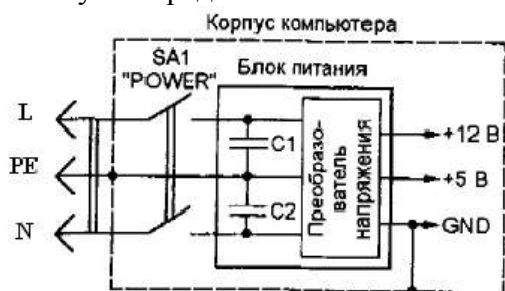 Корпус компьютера
SA1
"POWER"
Блок питания
L
PE
N
C1
C2
Преобразо-
ватель
напряжения
+12 В
+5 В
GND